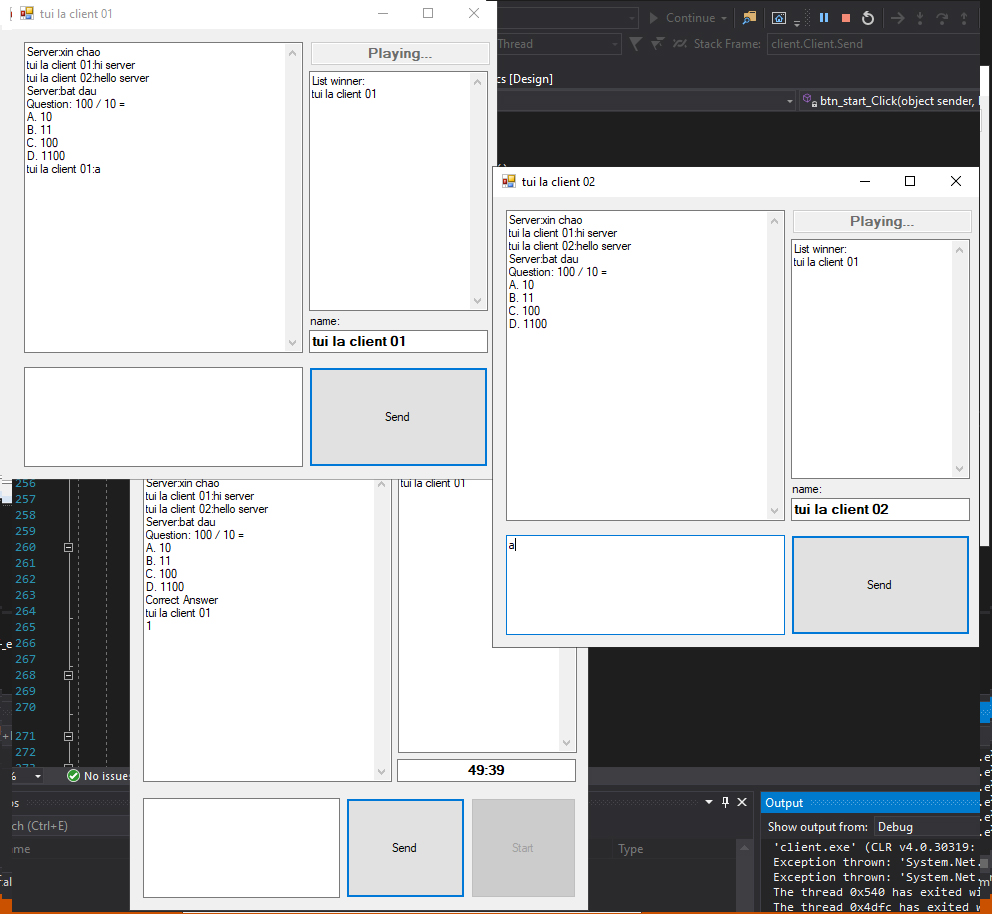 tui la client 01
Server:xin chao
tui la client 01:hi server
tui la client 02:hello server
Server:bat dau
Question: 100 / 10 =
A. 10
B. 11
C. 100
D. 1100
tui la client 01:a
Playing...
List winner:
tui la client 01
name:
tui la client 01
Send
Continue
Thread
Stack Frame:
client.Client.Send
[Design]
btn_start_Click(object sender,
tui la client 02
Server:xin chao
tui la client 01:hi server
tui la client 02:hello server
Server:bat dau
Question: 100 / 10 =
A. 10
B. 11
C. 100
D. 1100
Playing...
List winner:
tui la client 01
name:
tui la client 02
a
Send
256
257
258
259
260
261
262
263
264
265
266
267
268
269
270
271
272
Server:xin chao
tui la client 01:hi server
tui la client 02:hello server
Server:bat dau
Question: 100 / 10 =
A. 10
B. 11
C. 100
D. 1100
Correct Answer
tui la client 01
1
tui la client 01
49:39
Send
Start
%
No issues
(Ctrl+E)
Type
Output
Show output from: Debug
'client.exe' (CLR v4.0.30319:
Exception thrown: 'System.Net.
Exception thrown: 'System.Net.
The thread 0x540 has exited
The thread 0x4dfc has exited